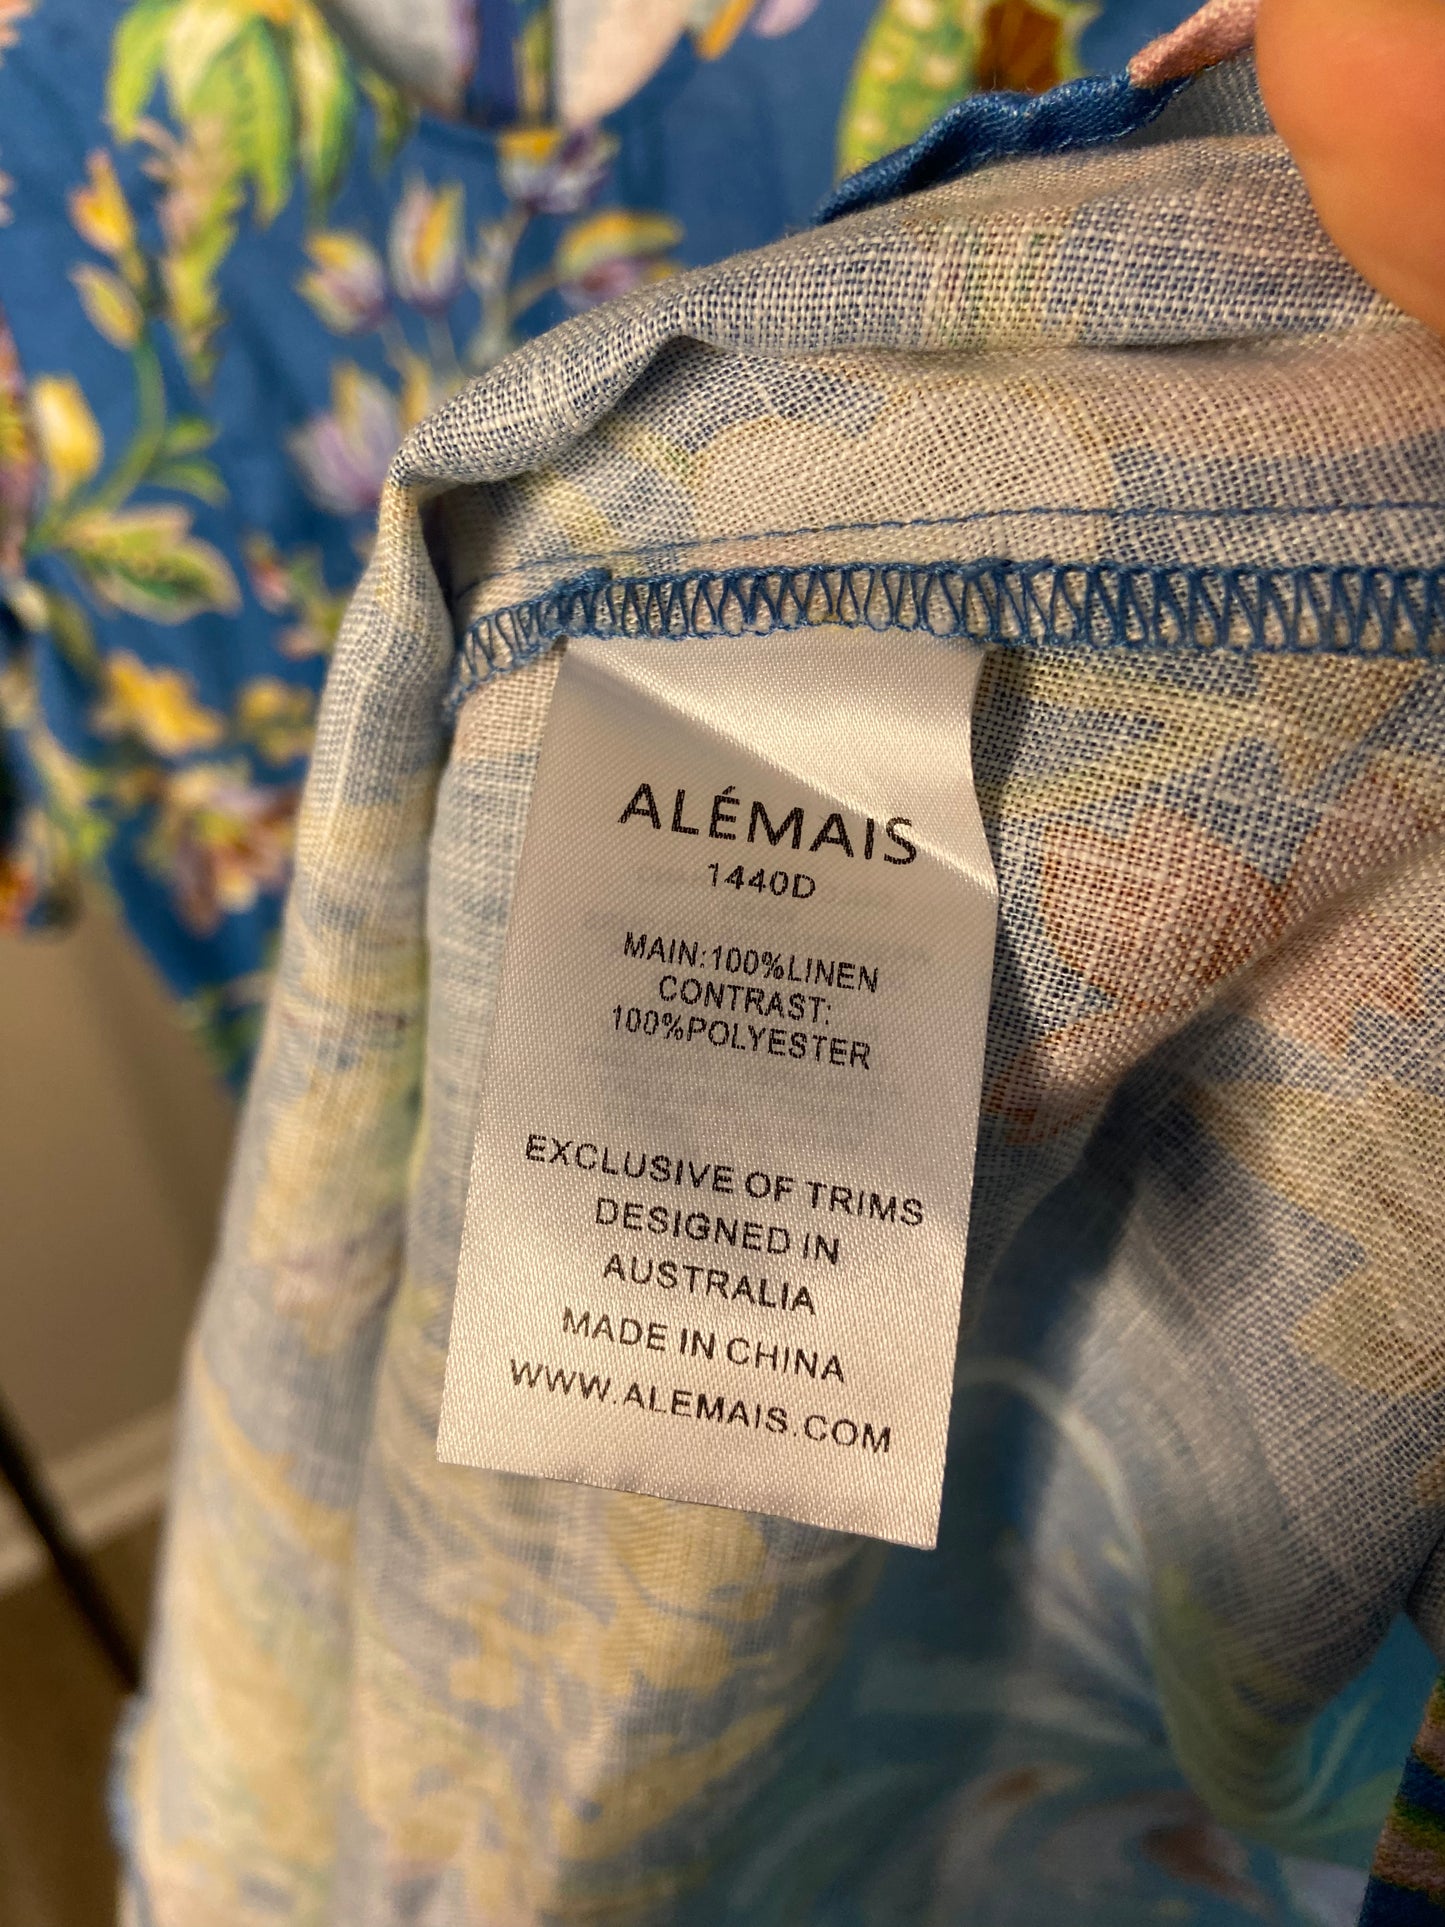 ALÉMAIS
1440D
MAIN:100%LINEN
CONTRAST:
100%POLYESTER
EXCLUSIVE OF TRIMS
DESIGNED IN
AUSTRALIA
MADE IN CHINA
WWW.ALEMAIS.COM